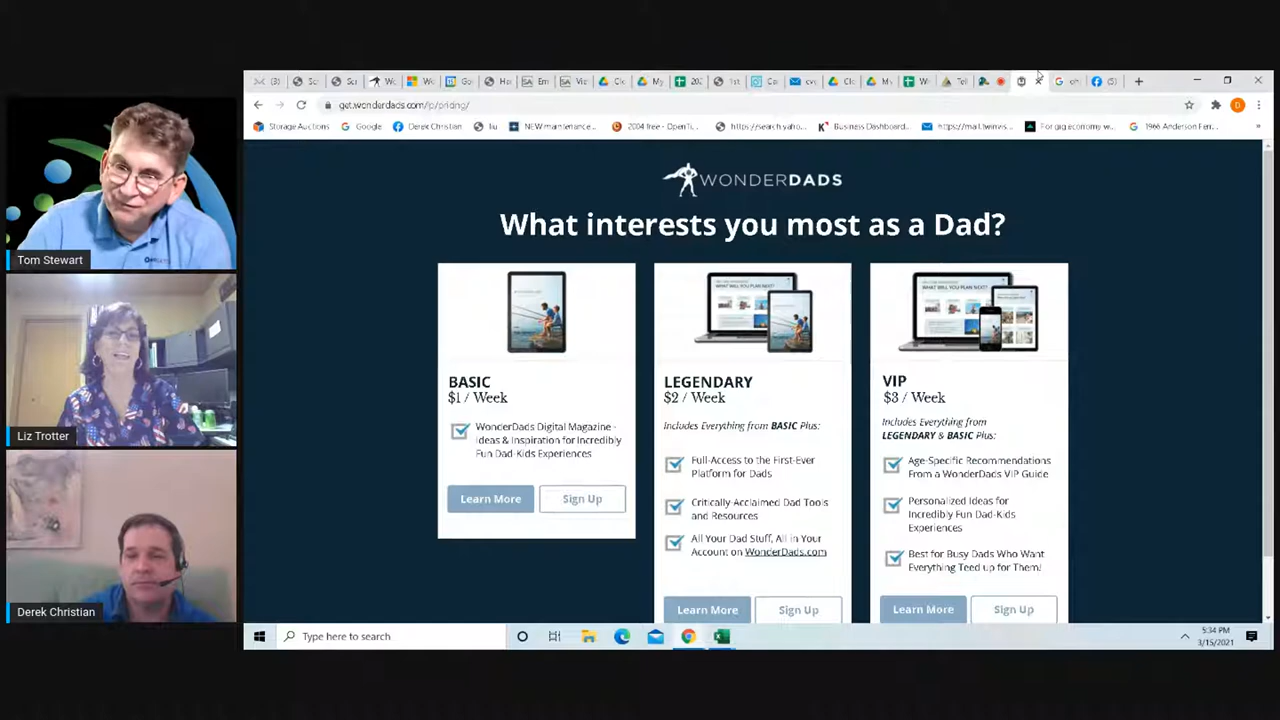 Tom Stewart
Liz Trotter
Derek Christian
get.wonderdads.com/p/pricing/
Storage Auctions
Google
Derek Christian
liu
NEW maintenance...
2004 free - OpenTi...
https://search.yaho...
Business Dashboard...
https://mail.twinvis...
For gig economy w...
1966 Anderson Ferr...
WONDERDADS
What interests you most as a Dad?
BASIC
$1 / Week
WonderDads Digital Magazine -
Ideas & Inspiration for Incredibly
Fun Dad-Kids Experiences
Learn More
Sign Up
LEGENDARY
$2 / Week
Includes Everything from BASIC Plus:
Full-Access to the First-Ever
Platform for Dads
Critically-Acclaimed Dad Tools
and Resources
All Your Dad Stuff, All in Your
Account on WonderDads.com
Learn More
Sign Up
VIP
$3 / Week
Includes Everything from
LEGENDARY & BASIC Plus:
Age-Specific Recommendations
From a WonderDads VIP Guide
Personalized Ideas for
Incredibly Fun Dad-Kids
Experiences
Best for Busy Dads Who Want
Everything Teed up for Them!
Learn More
Sign Up
Type here to search
5:34 PM
3/15/2021